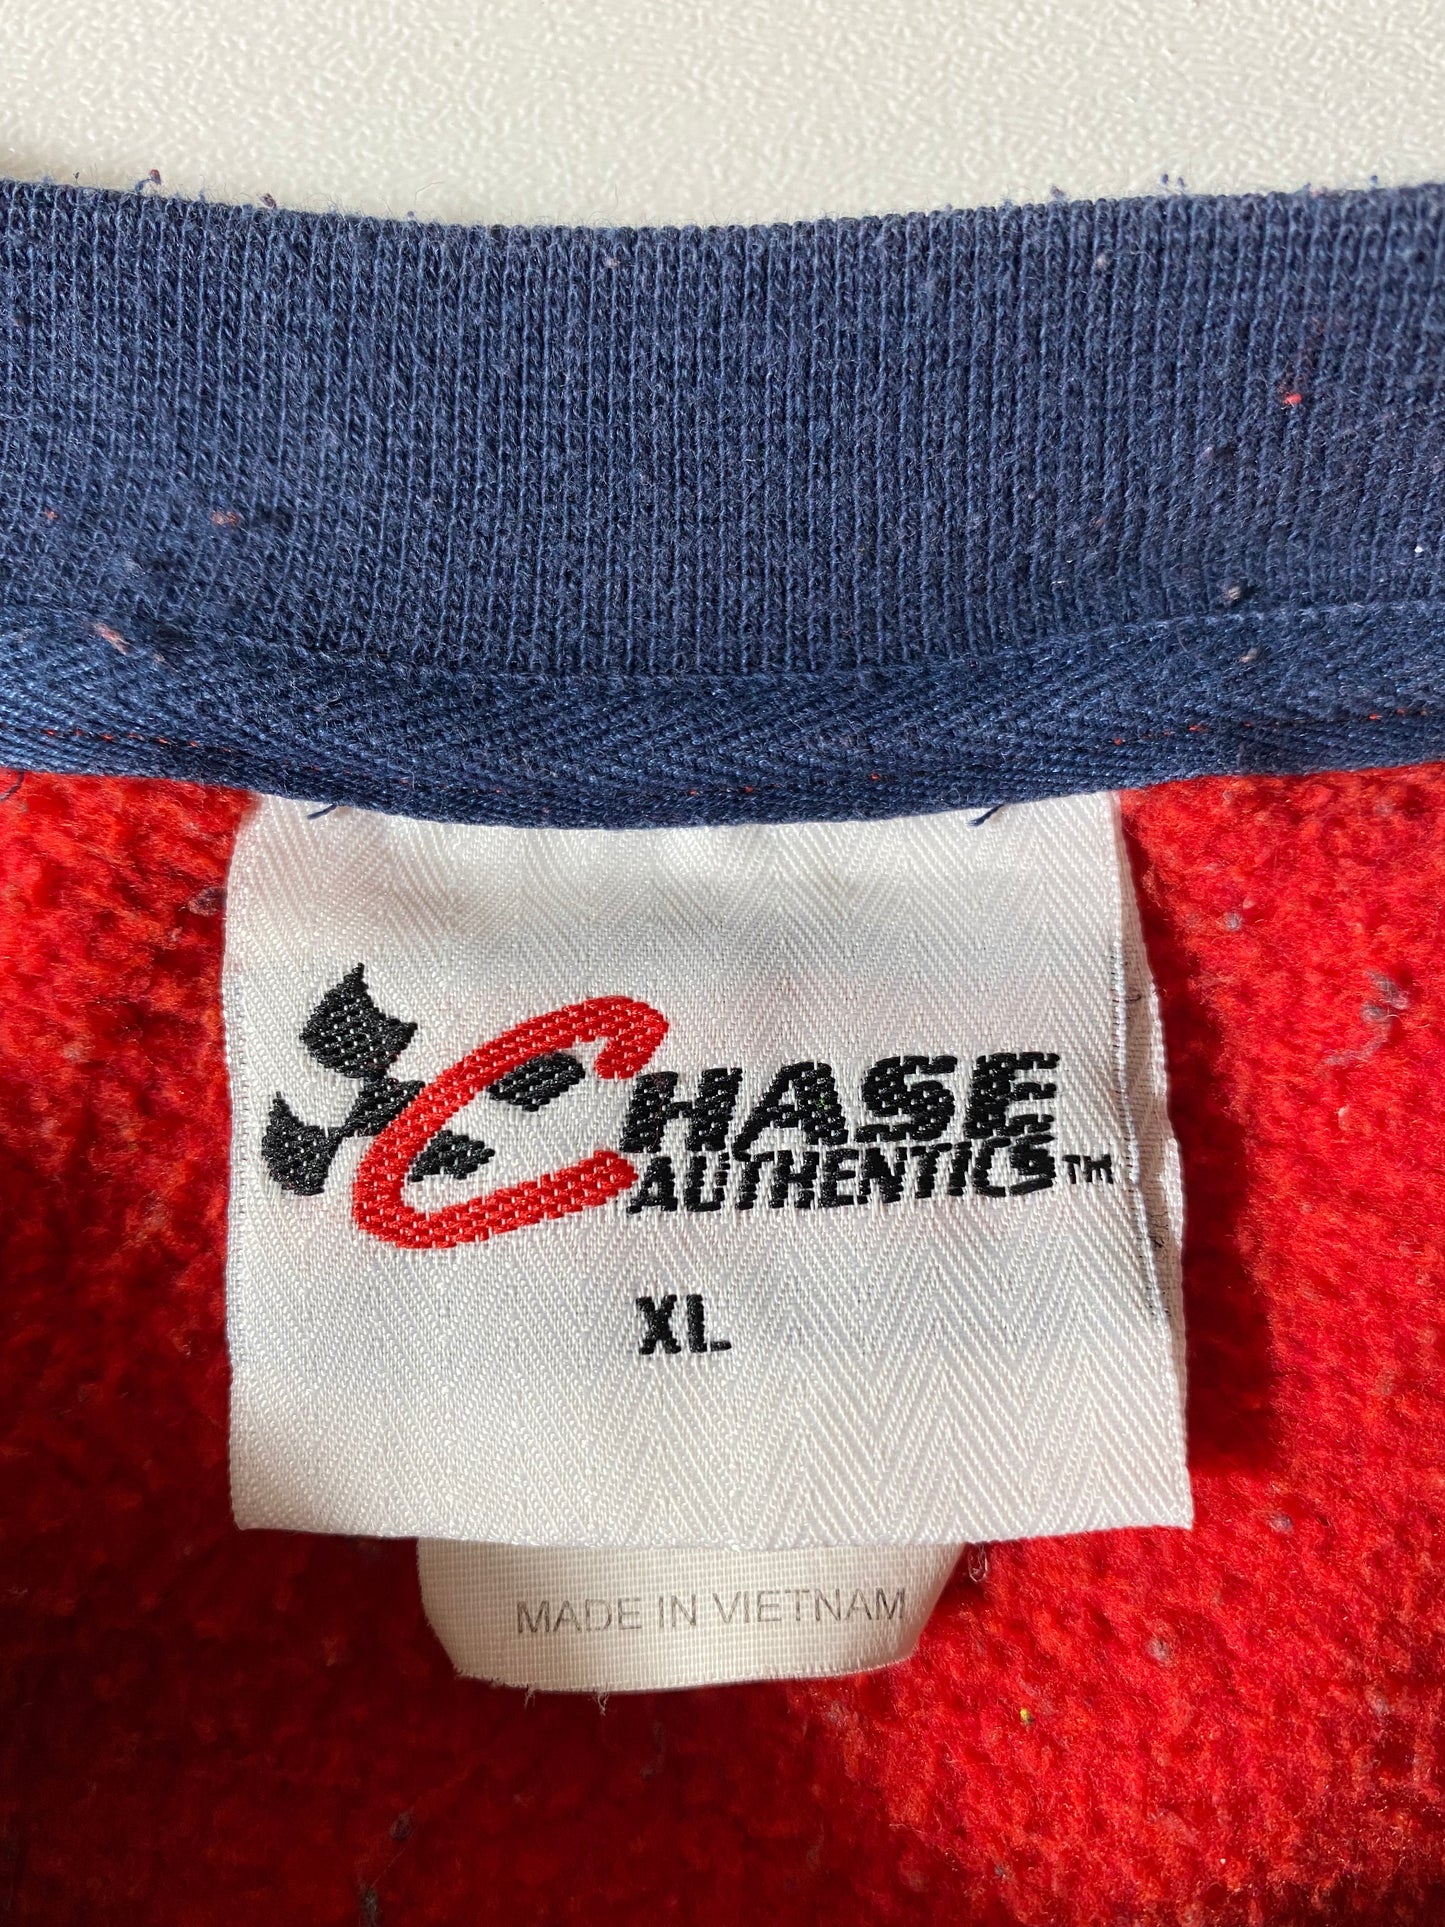 CHASE
AUTHENTICS™
XL
MADE IN VIETNAM